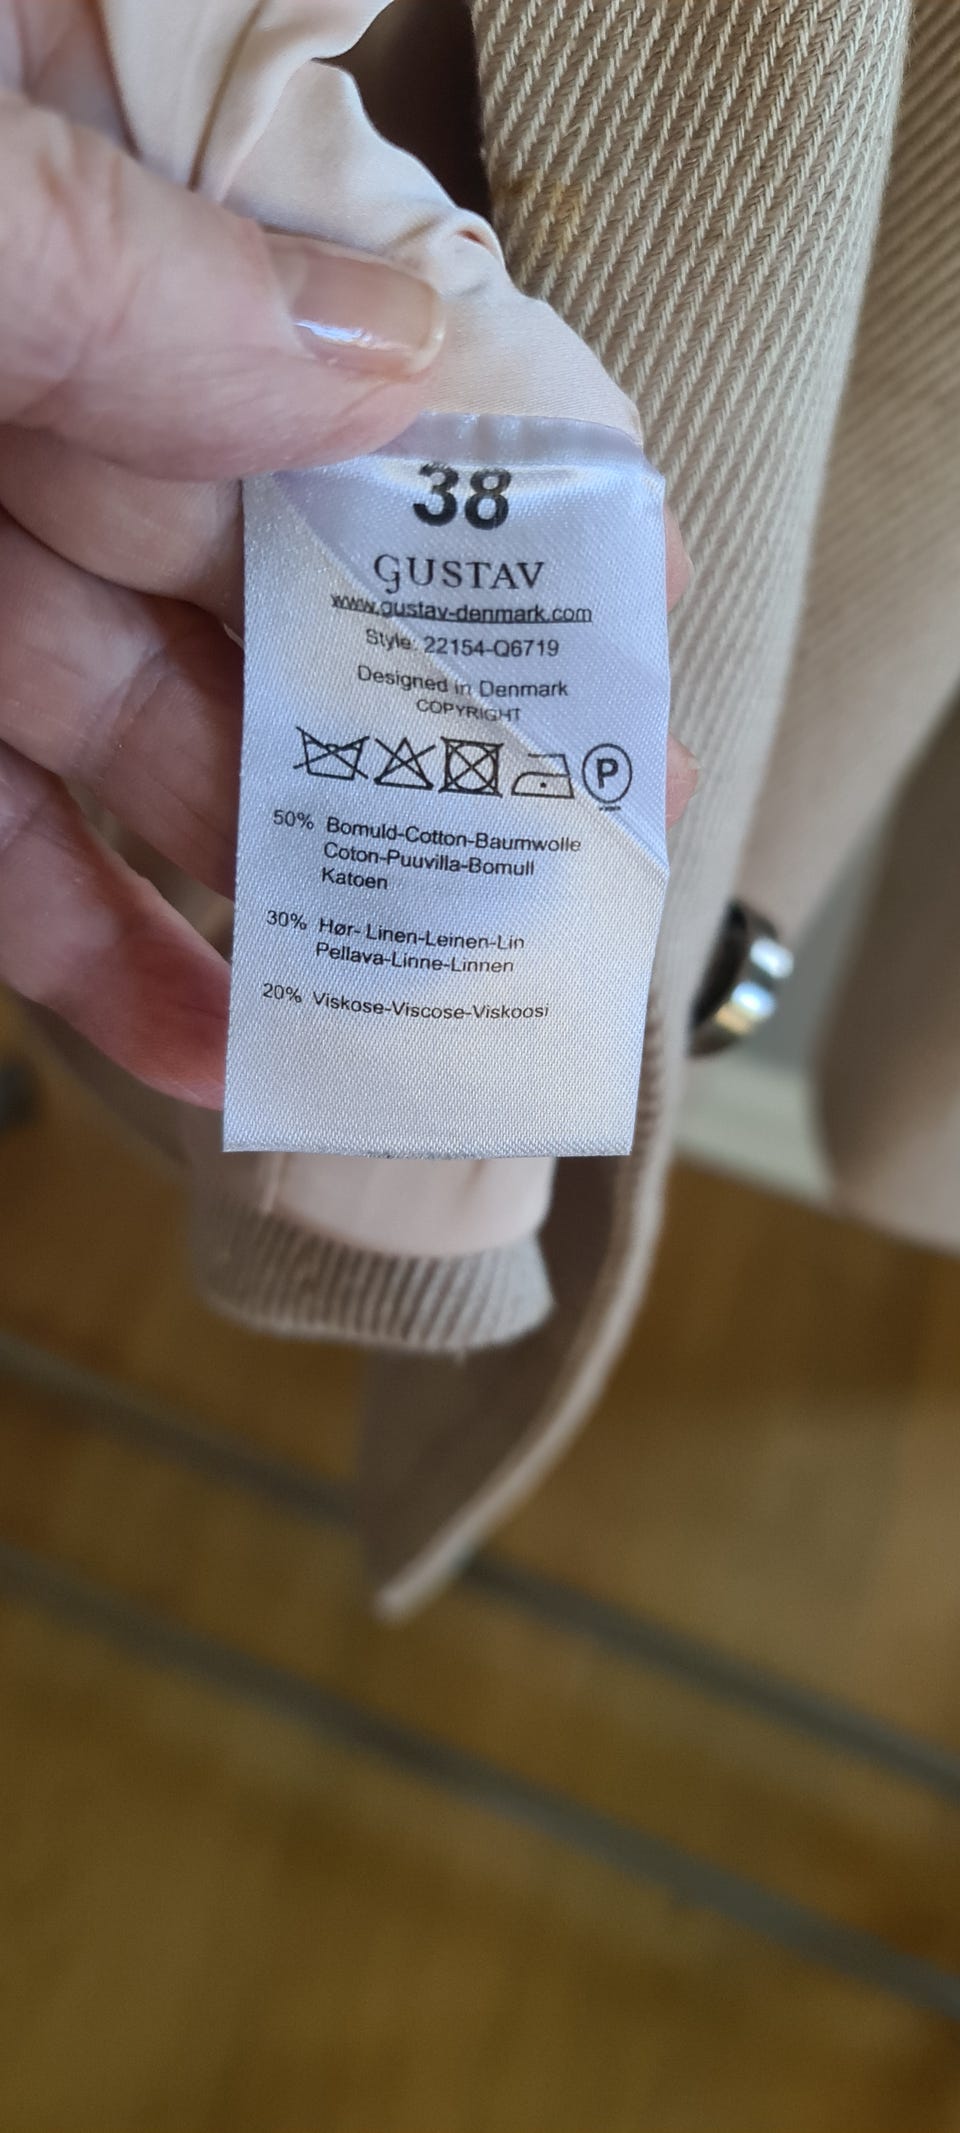 38
GUSTAV
www.gustav-denmark.com
Style: 22154-Q6719
Designed in Denmark
COPYRIGHT
P
50% Bomuld-Cotton-Baumwolle
Coton-Puuvilla-Bomull
Katoen
30% Hør- Linen-Leinen-Lin
Pellava-Linne-Linnen
20% Viskose-Viscose-Viskoosi